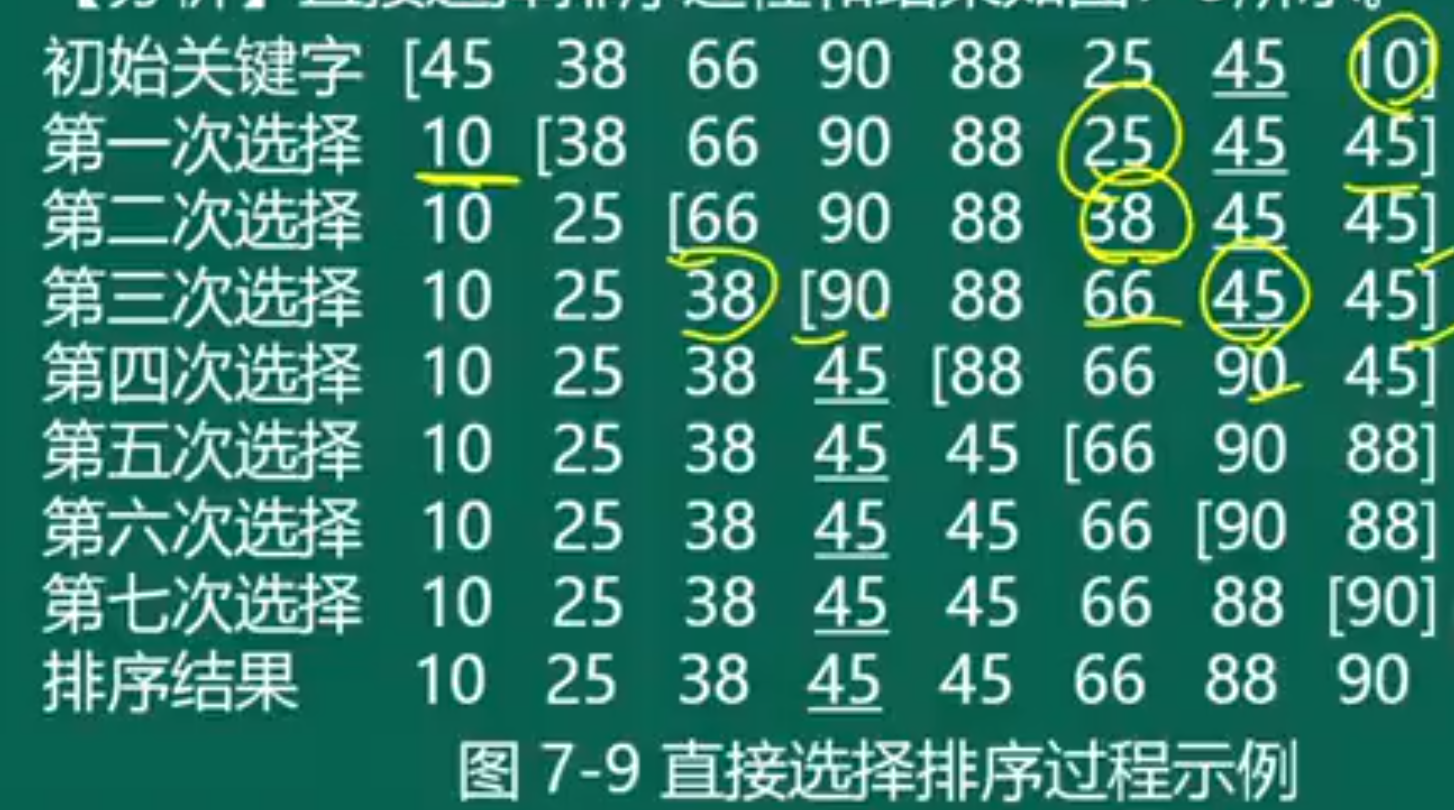 初始关键字 [45 38 66 90 88 25 45 10]
第一次选择 10 [38 66 90 88 25 45 45]
第二次选择 10 25 [66 90 88 38 45 45]
第三次选择 10 25 38 [90 88 66 45 45]
第四次选择 10 25 38 45 [88 66 90 45]
第五次选择 10 25 38 45 45 [66 90 88]
第六次选择 10 25 38 45 45 66 [90 88]
第七次选择 10 25 38 45 45 66 88 [90]
排序结果 10 25 38 45 45 66 88 90
图 7-9 直接选择排序过程示例